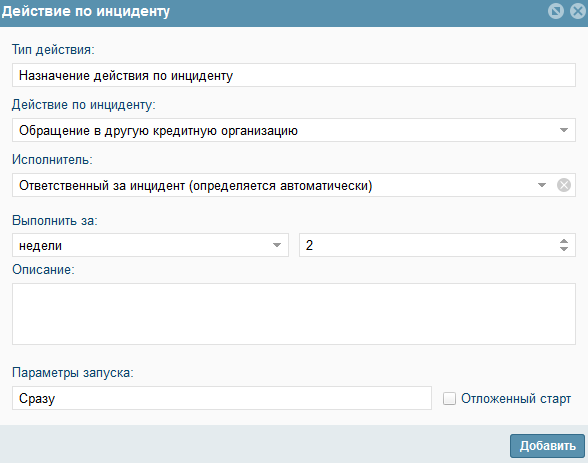 Действие по инциденту
Тип действия:
Назначение действия по инциденту
Действие по инциденту:
Обращение в другую кредитную организацию
Исполнитель:
Ответственный за инцидент (определяется автоматически)
Выполнить за:
недели 2
Описание:
Параметры запуска:
Сразу Отложенный старт
Добавить